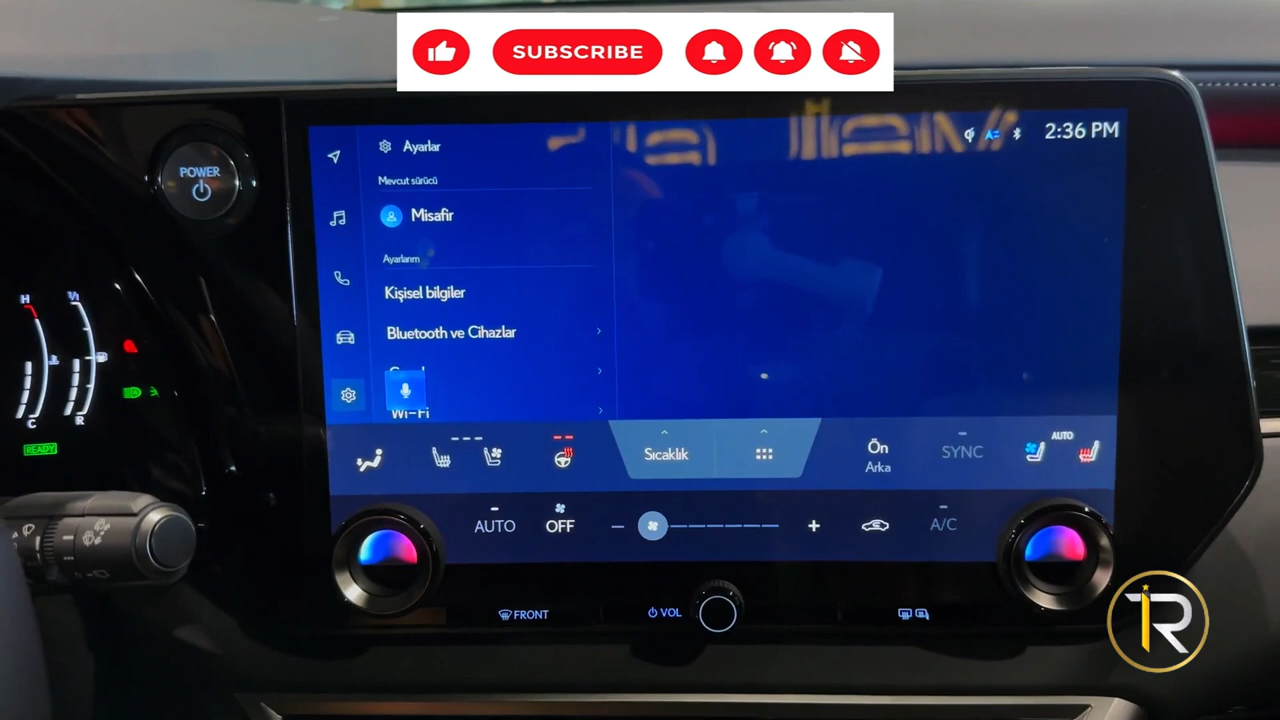 SUBSCRIBE
POWER
2:36 PM
Ayarlar
Mevcut sürücü
Misafir
Ayarlarım
Kişisel bilgiler
Bluetooth ve Cihazlar
Wi-Fi
H
C
R
READY
Sıcaklık
Ön
Arka
SYNC
AUTO
AUTO
OFF
A/C
FRONT
VOL
TR